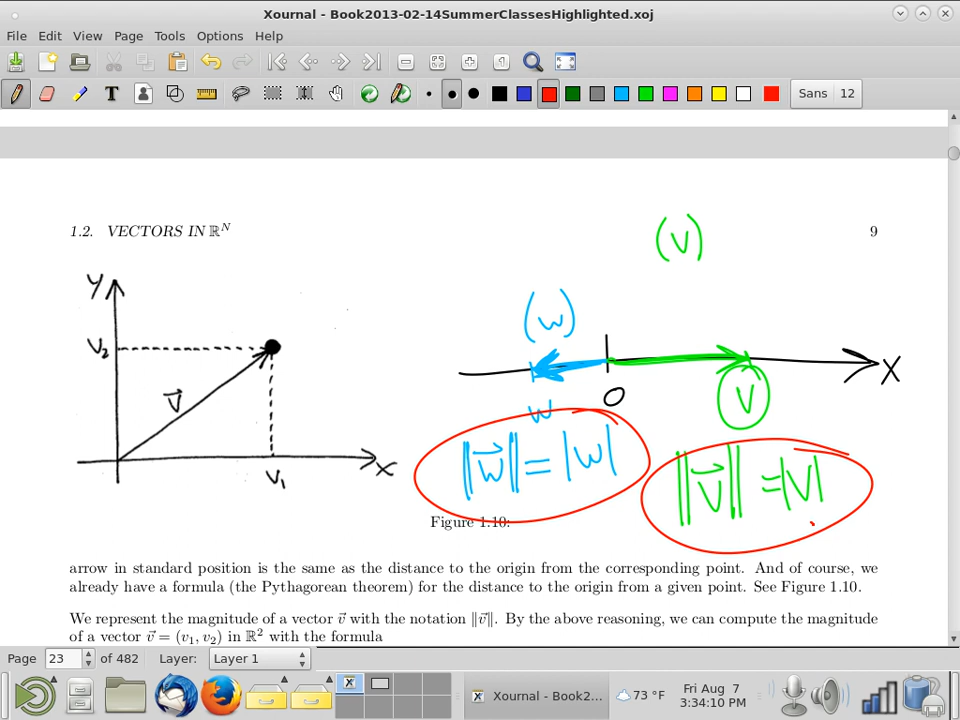 Xournal - Book2013-02-14SummerClassesHighlighted.xoj
File Edit View Page Tools Options Help
Sans 12
1.2. VECTORS IN ℝ^N 9
(V)
Y
(w)
V₂
X
0
V
w
V⃗
X
V₁
‖w⃗‖ = |w|
‖V⃗‖ = |V|
Figure 1.10:
arrow in standard position is the same as the distance to the origin from the corresponding point. And of course, we
already have a formula (the Pythagorean theorem) for the distance to the origin from a given point. See Figure 1.10.
We represent the magnitude of a vector v⃗ with the notation ‖v⃗‖. By the above reasoning, we can compute the magnitude
of a vector v⃗ = (v₁, v₂) in ℝ² with the formula
Page 23 of 482 Layer: Layer 1
Xournal - Book2...
73 °F
Fri Aug 7
3:34:10 PM